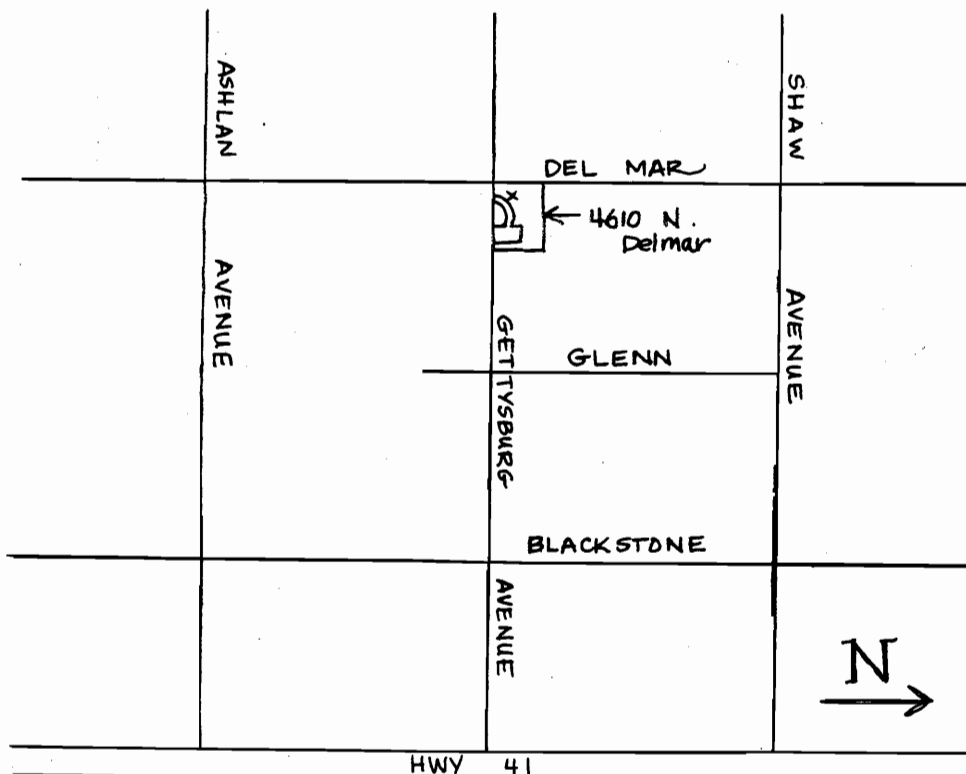 ASHLAN
AVENUE
SHAW
AVENUE
DEL MAR
x
4610 N.
Delmar
GETTYSBURG
AVENUE
GLENN
BLACKSTONE
N
HWY 41